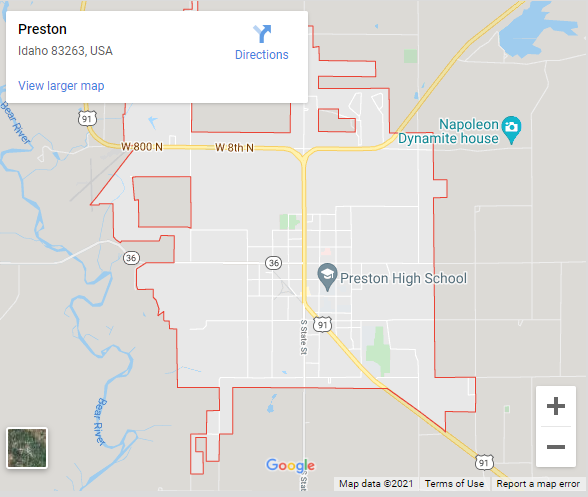 Preston
Idaho 83263, USA
Directions
View larger map
Bear River
91
W 800 N
W 8th N
Napoleon
Dynamite house
36
36
Preston High School
S State St
91
Bear River
91
Google
S Stat
Map data ©2021
Terms of Use
Report a map error